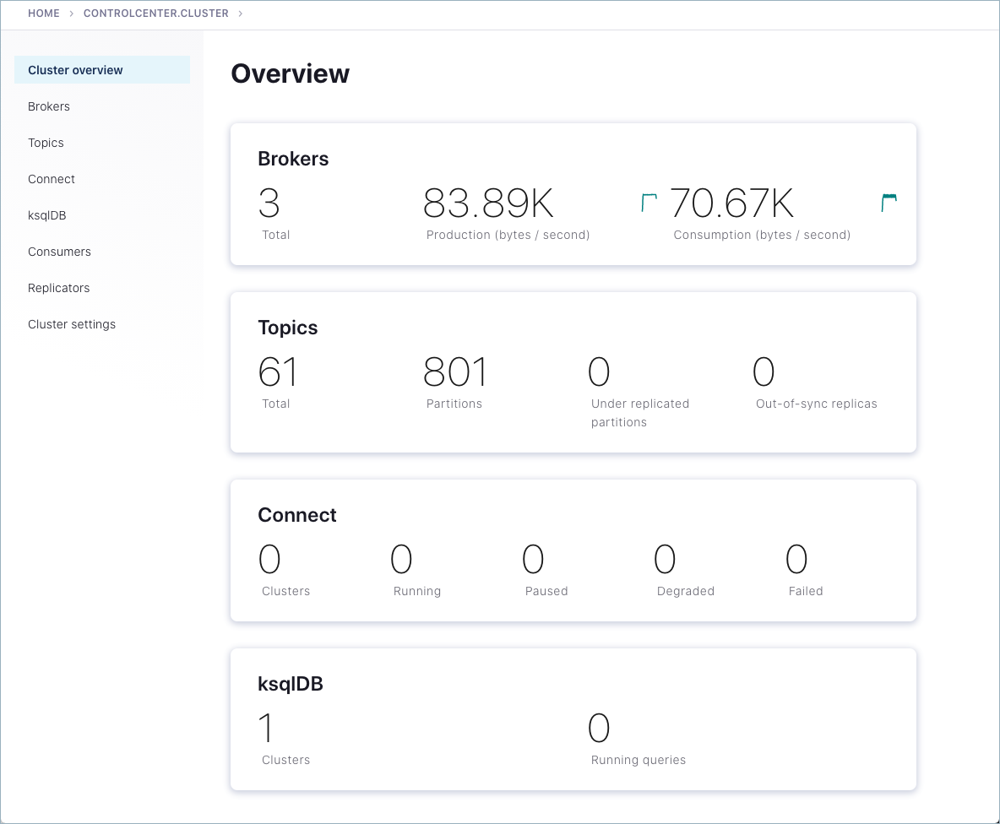 HOME > CONTROLCENTER.CLUSTER >
Cluster overview
Brokers
Topics
Connect
ksqlDB
Consumers
Replicators
Cluster settings
Overview
Brokers
3 83.89K 70.67K
Total Production (bytes / second) Consumption (bytes / second)
Topics
61 801 0 0
Total Partitions Under replicated Out-of-sync replicas
partitions
Connect
0 0 0 0 0
Clusters Running Paused Degraded Failed
ksqlDB
1 0
Clusters Running queries